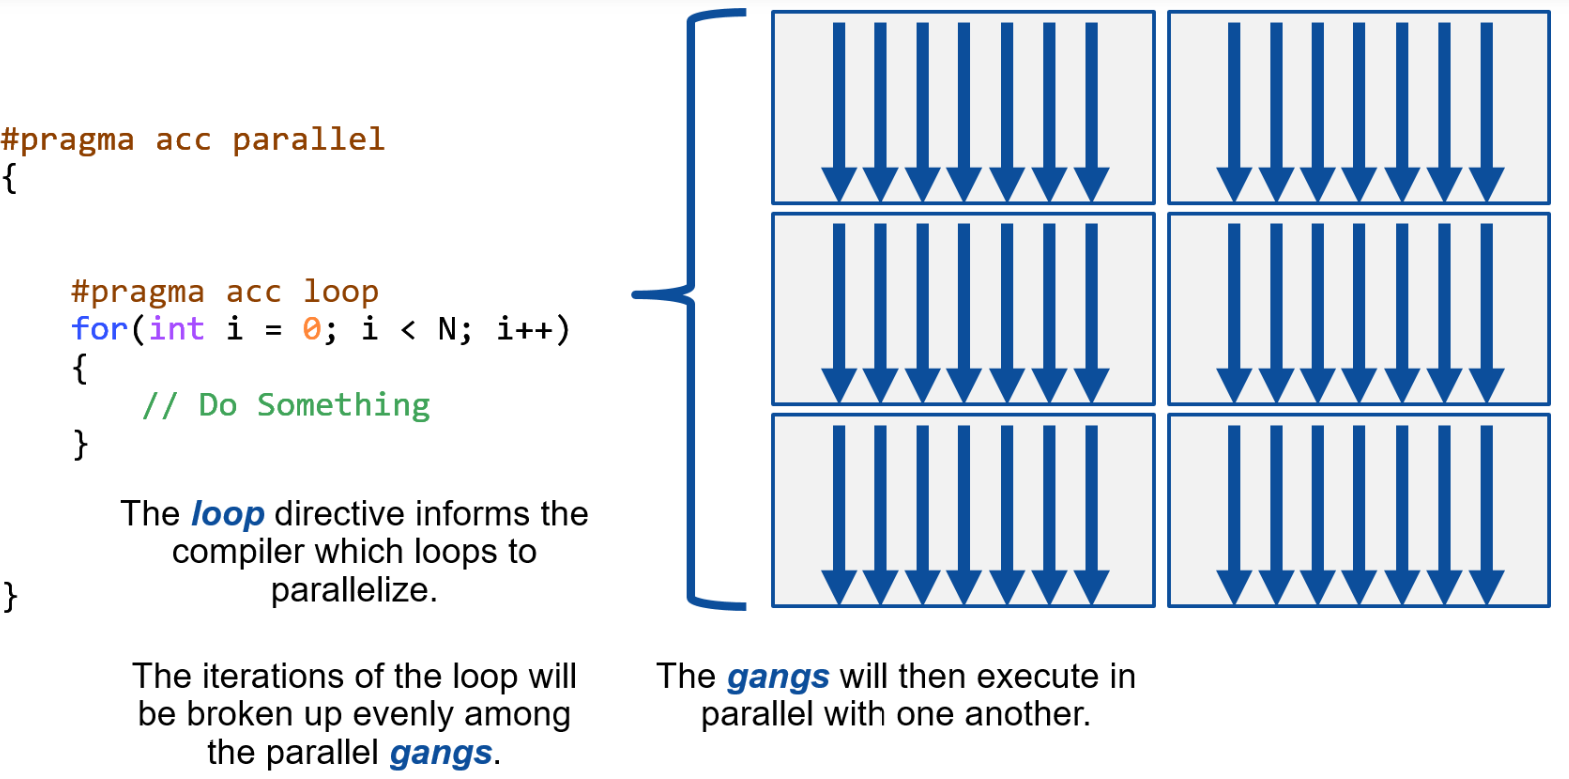 #pragma acc parallel
{
#pragma acc loop
for(int i = 0; i < N; i++)
{
// Do Something
}
The loop directive informs the
compiler which loops to
parallelize.
}
The iterations of the loop will
be broken up evenly among
the parallel gangs.
The gangs will then execute in
parallel with one another.